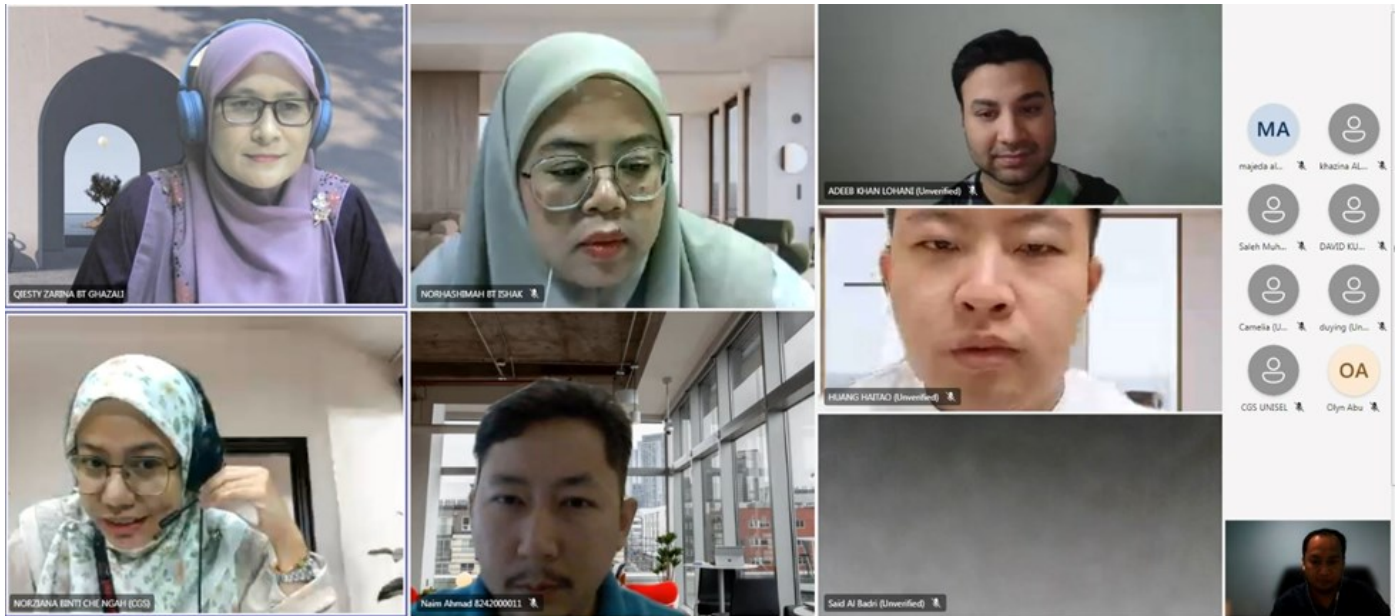 QIESTY ZARINA BT GHAZALI
NORHASHIMAH BT ISHAK
ADEEB KHAN LOHANI (Unverified)
HUANG HAITAO (Unverified)
NORZIANA BINTI CHE NGAH (CGS)
Naim Ahmad 8242000011
Said Al Badri (Unverified)
MA
majeda al...
khazina AL...
Saleh Muh...
DAVID KU...
Camelia (U...
duying (Un...
CGS UNISEL
OA
Olyn Abu